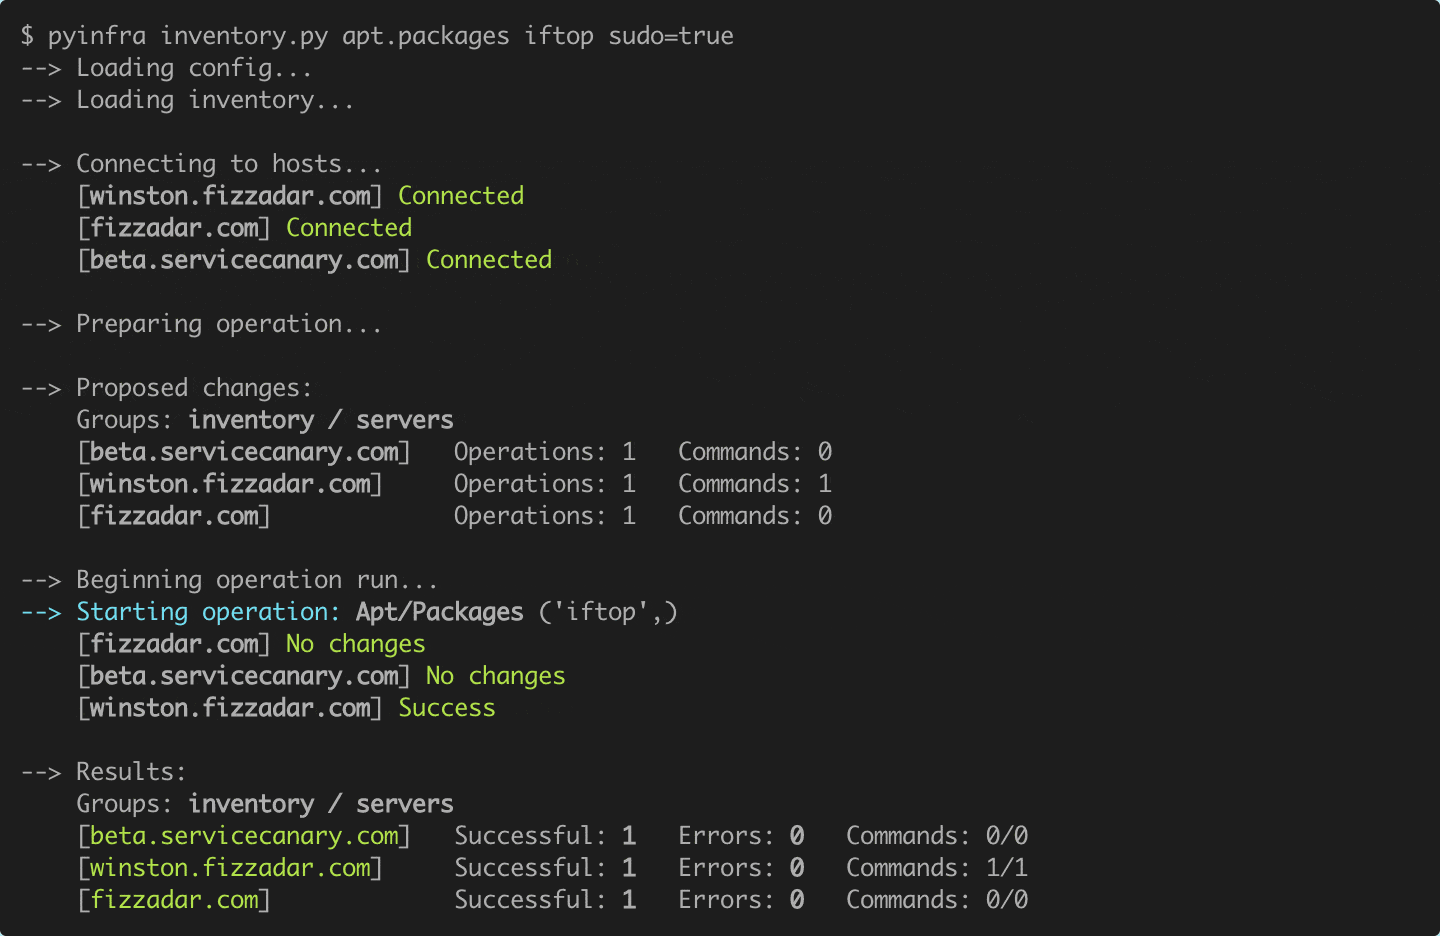 $ pyinfra inventory.py apt.packages iftop sudo=true
--> Loading config...
--> Loading inventory...
--> Connecting to hosts...
[winston.fizzadar.com] Connected
[fizzadar.com] Connected
[beta.servicecanary.com] Connected
--> Preparing operation...
--> Proposed changes:
Groups: inventory / servers
[beta.servicecanary.com] Operations: 1 Commands: 0
[winston.fizzadar.com] Operations: 1 Commands: 1
[fizzadar.com] Operations: 1 Commands: 0
--> Beginning operation run...
--> Starting operation: Apt/Packages ('iftop',)
[fizzadar.com] No changes
[beta.servicecanary.com] No changes
[winston.fizzadar.com] Success
--> Results:
Groups: inventory / servers
[beta.servicecanary.com] Successful: 1 Errors: 0 Commands: 0/0
[winston.fizzadar.com] Successful: 1 Errors: 0 Commands: 1/1
[fizzadar.com] Successful: 1 Errors: 0 Commands: 0/0